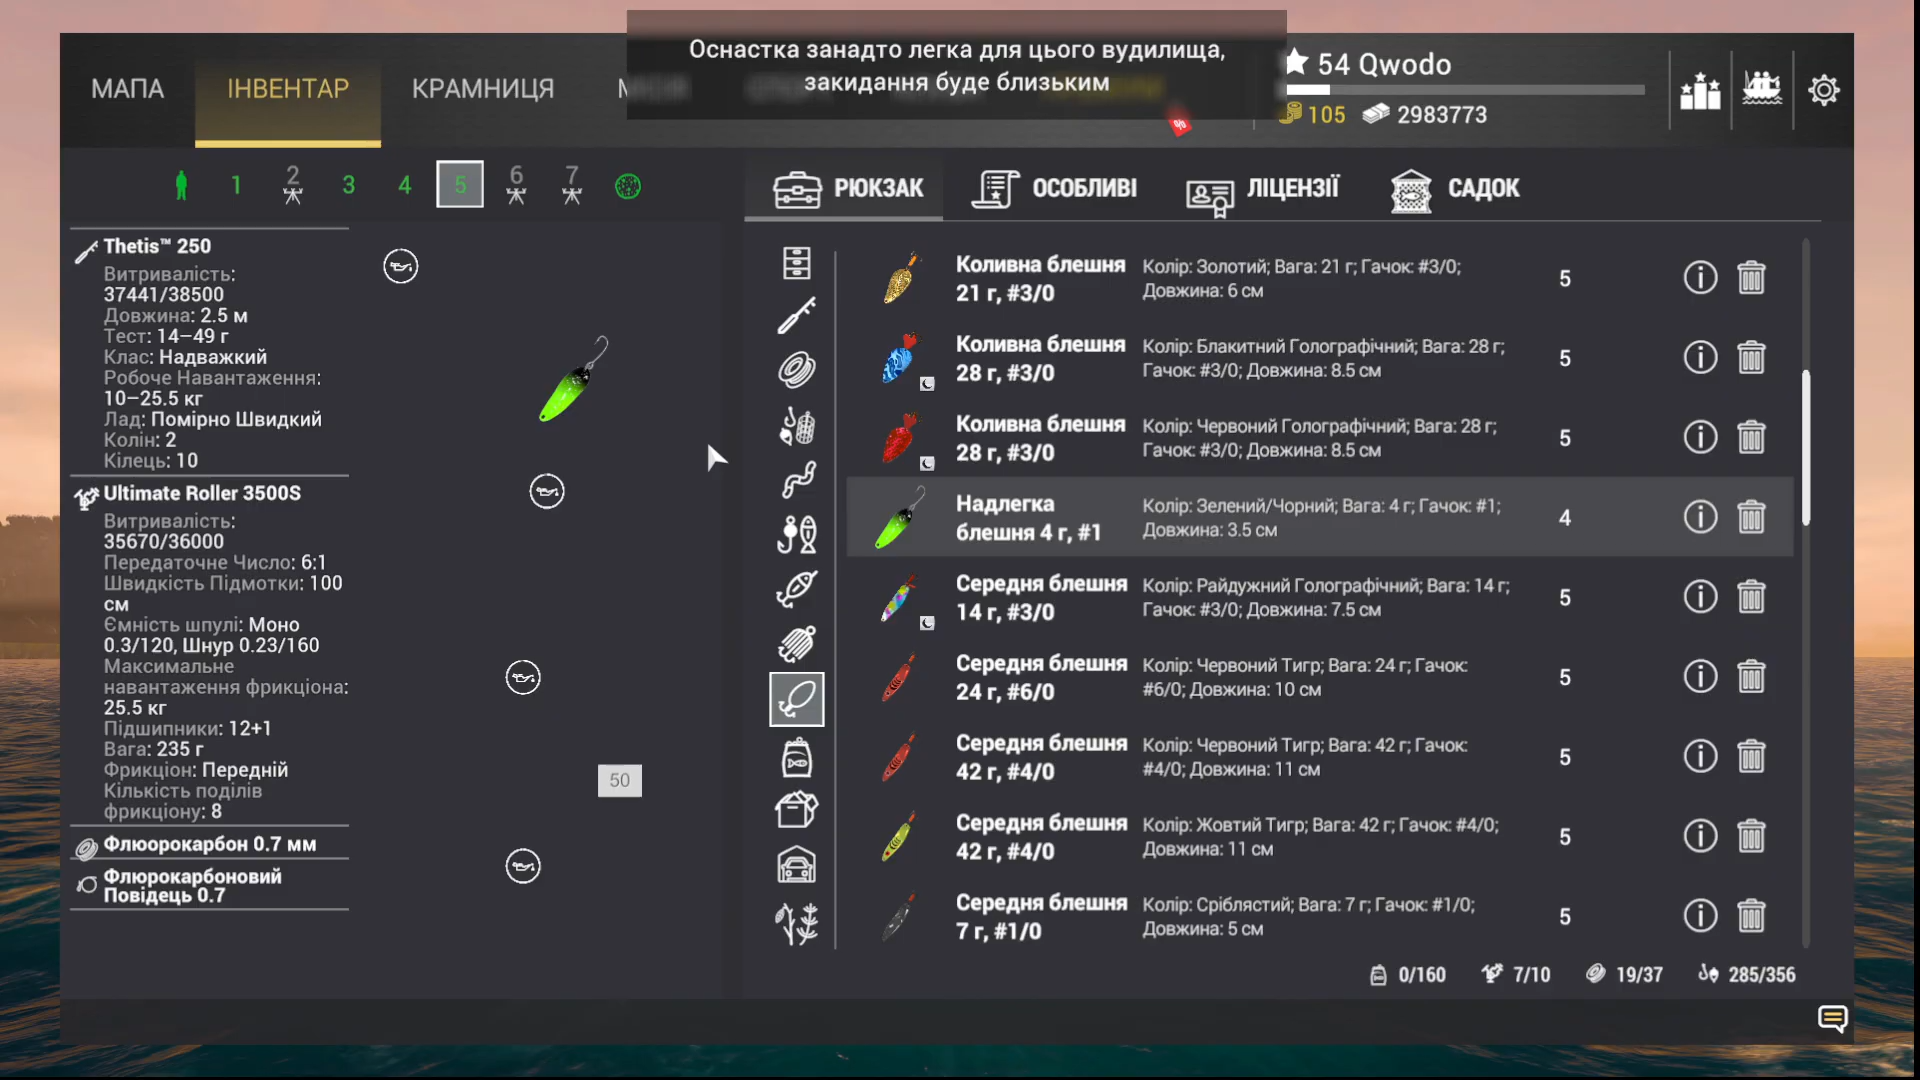 Оснастка занадто легка для цього вудилища,
закидання буде близьким
МАПА
ІНВЕНТАР
КРАМНИЦЯ
54 Qwodo
105
2983773
1
2
3
4
5
6
7
РЮКЗАК
ОСОБЛИВІ
ЛІЦЕНЗІЇ
САДОК
Thetis™ 250
Витривалість:
37441/38500
Довжина: 2.5 м
Тест: 14–49 г
Клас: Надважкий
Робоче Навантаження:
10–25.5 кг
Лад: Помірно Швидкий
Колін: 2
Кілець: 10
Ultimate Roller 3500S
Витривалість:
35670/36000
Передаточне Число: 6:1
Швидкість Підмотки: 100
см
Ємність шпулі: Моно
0.3/120, Шнур 0.23/160
Максимальне
навантаження фрикціона:
25.5 кг
Підшипники: 12+1
Вага: 235 г
Фрикціон: Передній
Кількість поділів
фрикціону: 8
Флюорокарбон 0.7 мм
Флюрокарбоновий
Повідець 0.7
50
Коливна блешня
21 г, #3/0
Колір: Золотий; Вага: 21 г; Гачок: #3/0;
Довжина: 6 см
5
Коливна блешня
28 г, #3/0
Колір: Блакитний Голографічний; Вага: 28 г;
Гачок: #3/0; Довжина: 8.5 см
5
Коливна блешня
28 г, #3/0
Колір: Червоний Голографічний; Вага: 28 г;
Гачок: #3/0; Довжина: 8.5 см
5
Надлегка
блешня 4 г, #1
Колір: Зелений/Чорний; Вага: 4 г; Гачок: #1;
Довжина: 3.5 см
4
Середня блешня
14 г, #3/0
Колір: Райдужний Голографічний; Вага: 14 г;
Гачок: #3/0; Довжина: 7.5 см
5
Середня блешня
24 г, #6/0
Колір: Червоний Тигр; Вага: 24 г; Гачок:
#6/0; Довжина: 10 см
5
Середня блешня
42 г, #4/0
Колір: Червоний Тигр; Вага: 42 г; Гачок:
#4/0; Довжина: 11 см
5
Середня блешня
42 г, #4/0
Колір: Жовтий Тигр; Вага: 42 г; Гачок: #4/0;
Довжина: 11 см
5
Середня блешня
7 г, #1/0
Колір: Сріблястий; Вага: 7 г; Гачок: #1/0;
Довжина: 5 см
5
0/160
7/10
19/37
285/356